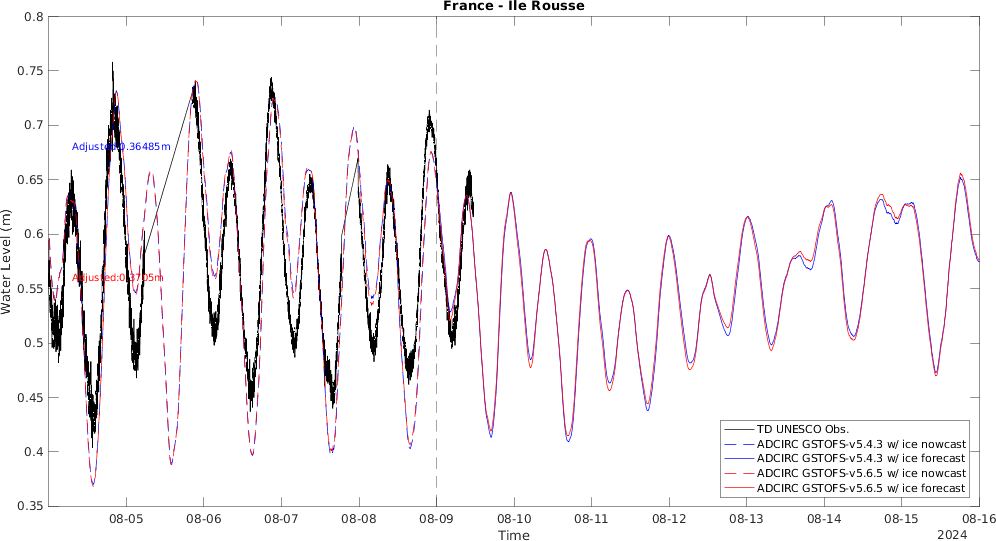 France - Ile Rousse
Water Level (m)
0.8
0.75
0.7
0.65
0.6
0.55
0.5
0.45
0.4
0.35
Adjusted:0.36485m
Adjusted:0.3705m
TD UNESCO Obs.
ADCIRC GSTOFS-v5.4.3 w/ ice nowcast
ADCIRC GSTOFS-v5.4.3 w/ ice forecast
ADCIRC GSTOFS-v5.6.5 w/ ice nowcast
ADCIRC GSTOFS-v5.6.5 w/ ice forecast
08-05 08-06 08-07 08-08 08-09 08-10 08-11 08-12 08-13 08-14 08-15 08-16
Time
2024